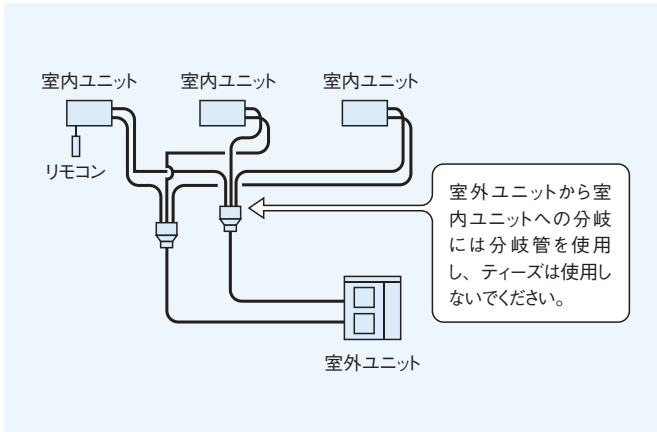 室内ユニット
室内ユニット
室内ユニット
リモコン
室外ユニットから室
内ユニットへの分岐
には分岐管を使用
し、ティーズは使用し
ないでください。
室外ユニット